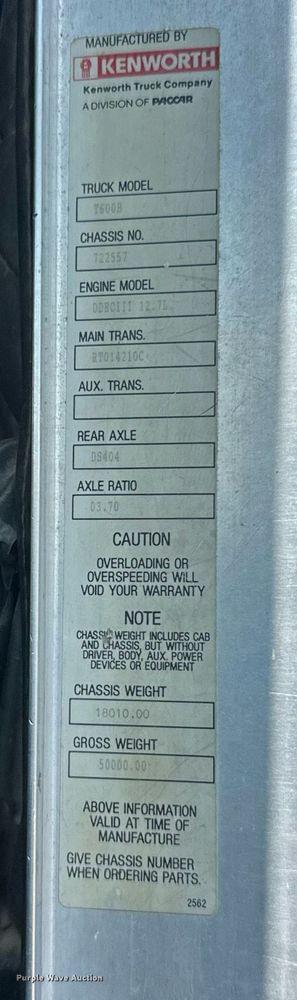 MANUFACTURED BY
KENWORTH
Kenworth Truck Company
A DIVISION OF PACCAR
TRUCK MODEL
T600B
CHASSIS NO.
722557
ENGINE MODEL
DDECIII 12.7L
MAIN TRANS.
RTO14210C
AUX. TRANS.
REAR AXLE
DS404
AXLE RATIO
03.70
CAUTION
OVERLOADING OR
OVERSPEEDING WILL
VOID YOUR WARRANTY
NOTE
CHASSIS WEIGHT INCLUDES CAB
AND CHASSIS, BUT WITHOUT
DRIVER, BODY, AUX. POWER
DEVICES OR EQUIPMENT
CHASSIS WEIGHT
18010.00
GROSS WEIGHT
50000.00
ABOVE INFORMATION
VALID AT TIME OF
MANUFACTURE
GIVE CHASSIS NUMBER
WHEN ORDERING PARTS.
2562
Purple Wave Auction